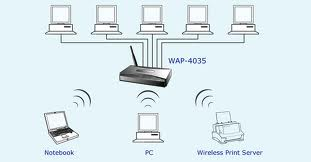 WAP-4035
Notebook
PC
Wireless Print Server